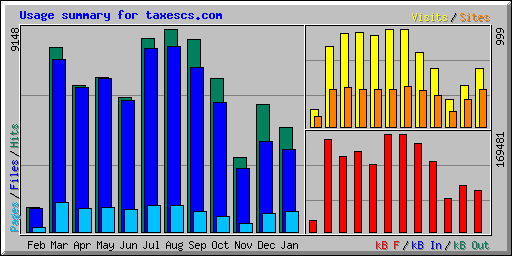 Usage summary for taxescs.com
Visits/Sites
9148
999
Pages/Files/Hits
169481
Feb Mar Apr May Jun Jul Aug Sep Oct Nov Dec Jan
kB F/kB In/kB Out